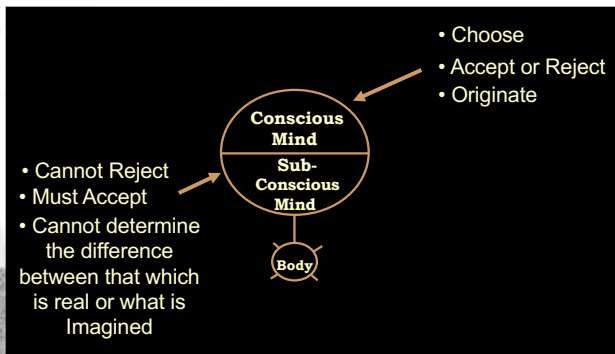 • Choose
• Accept or Reject
• Originate
Conscious
Mind
Sub-
Conscious
Mind
• Cannot Reject
• Must Accept
• Cannot determine
the difference
between that which
is real or what is
Imagined
Body